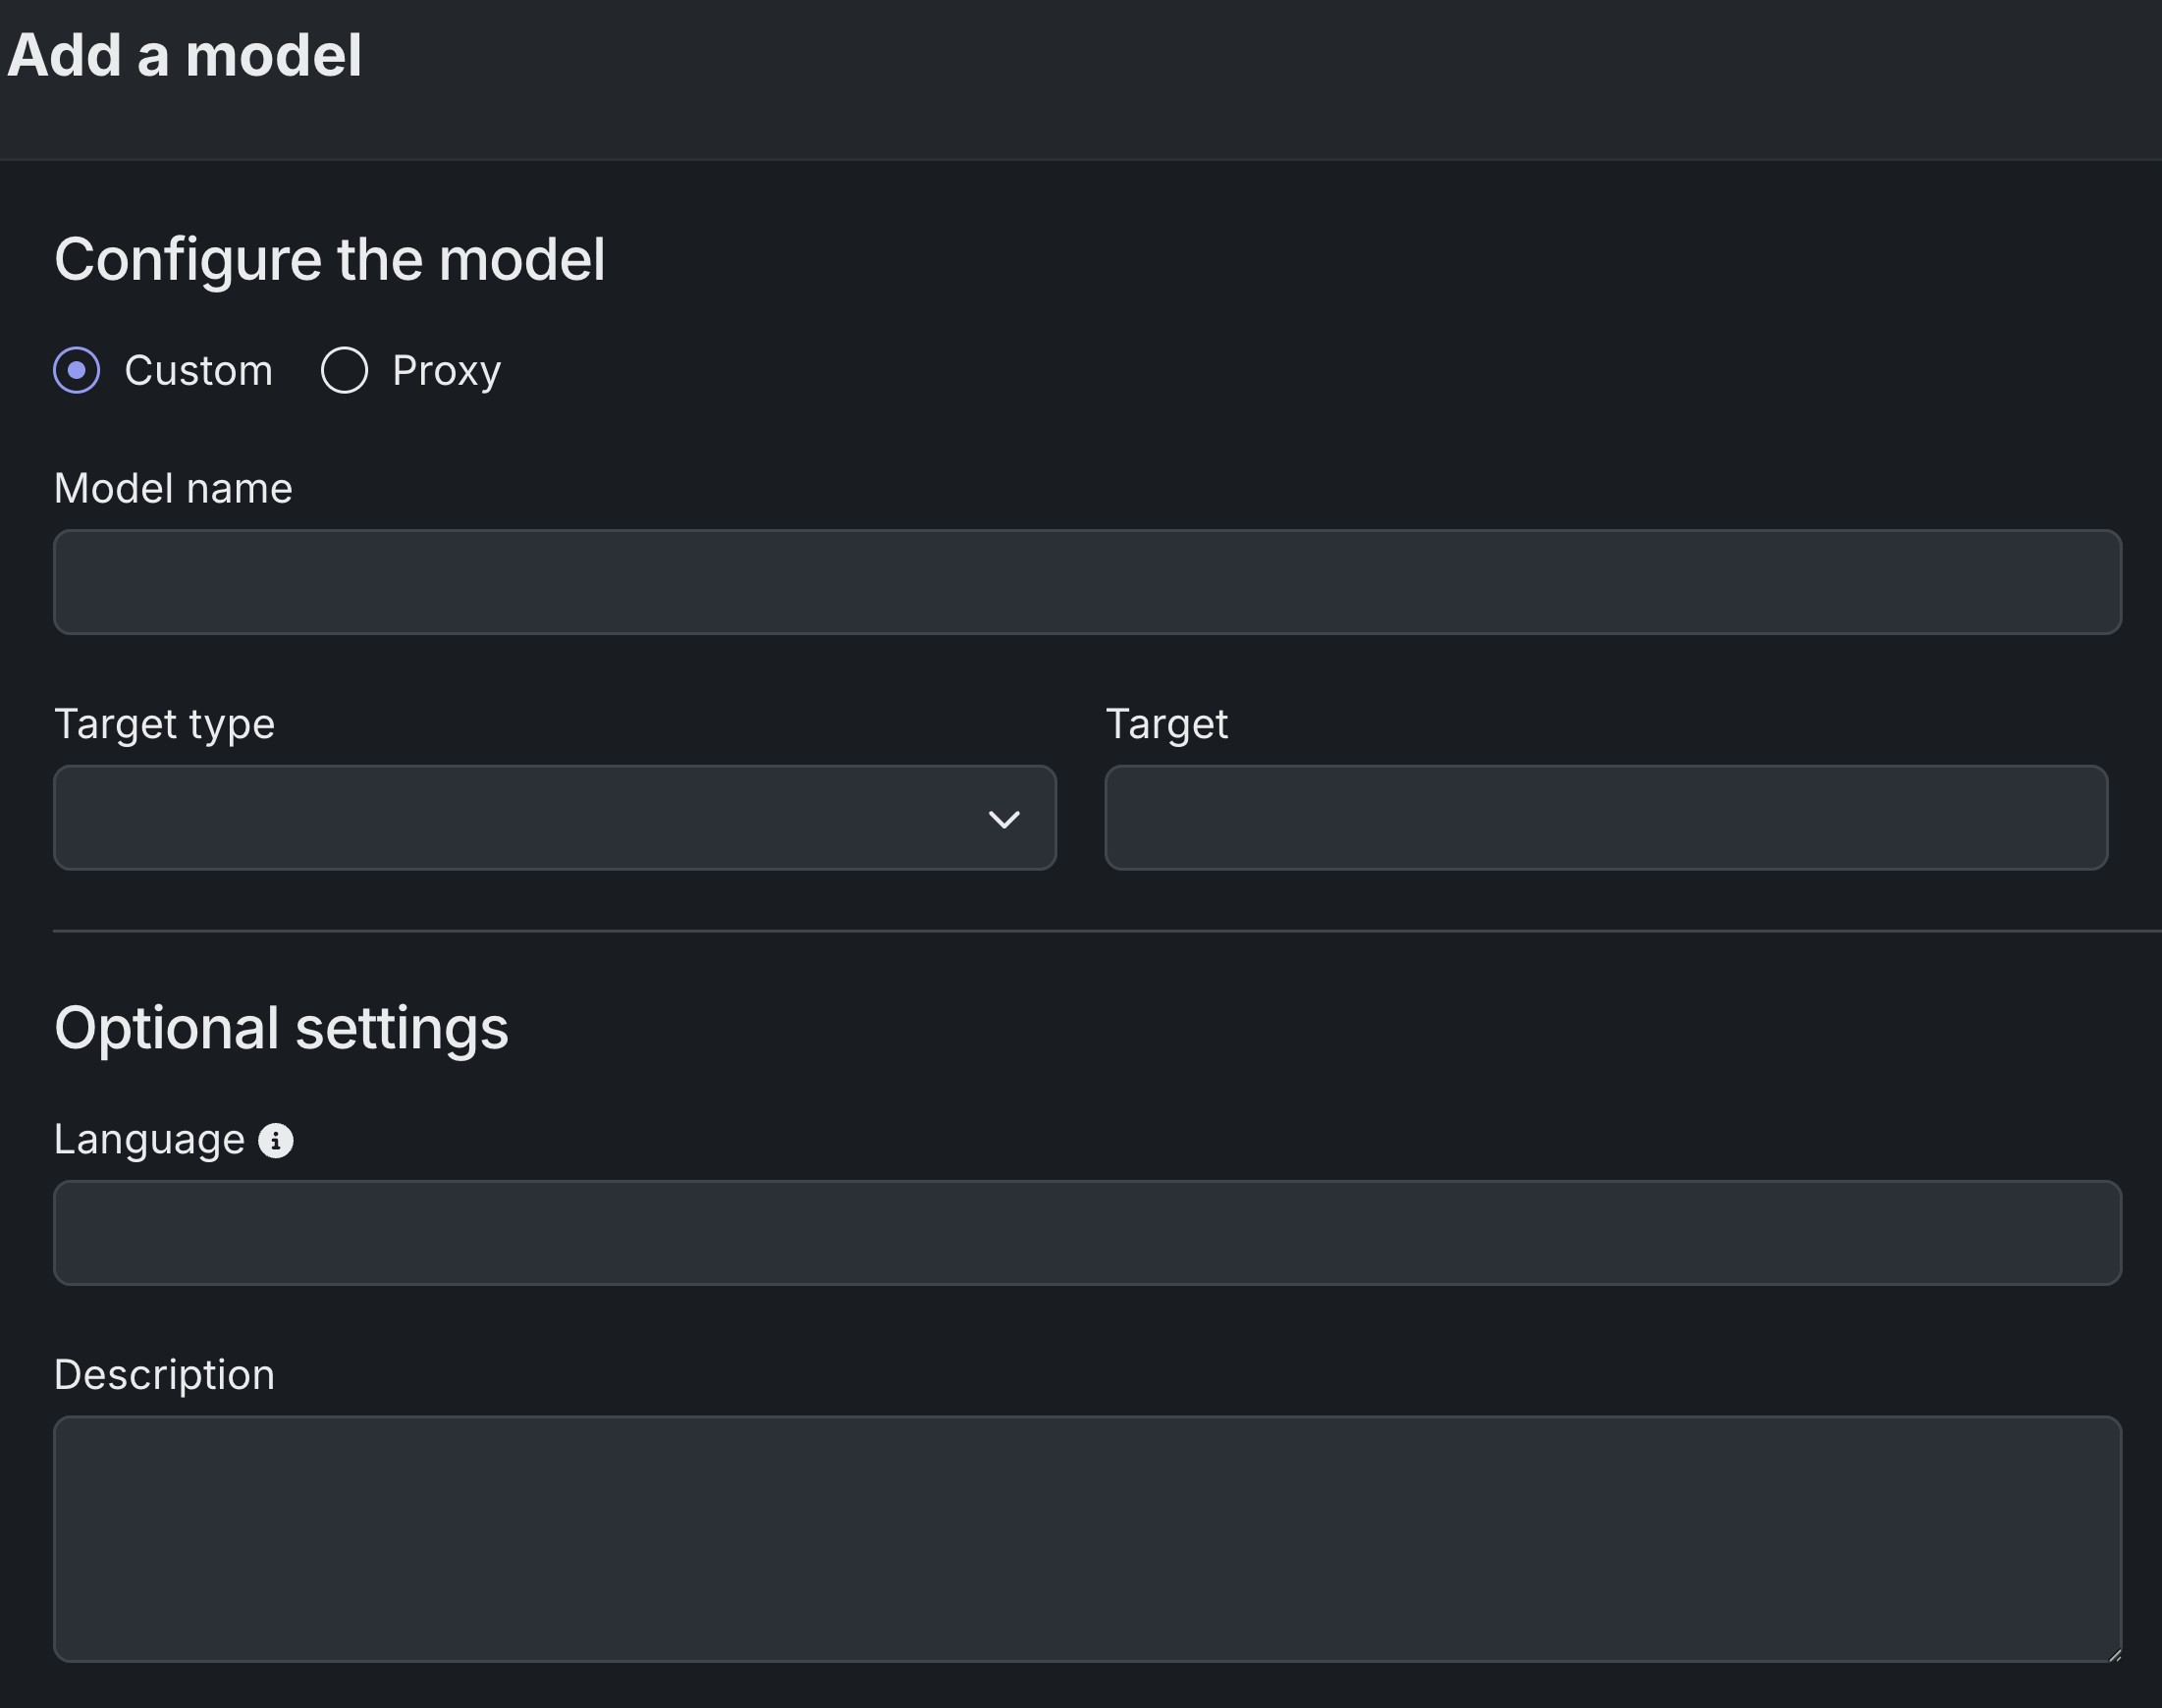 Add a model
Configure the model
Custom Proxy
Model name
Target type Target
Optional settings
Language
Description